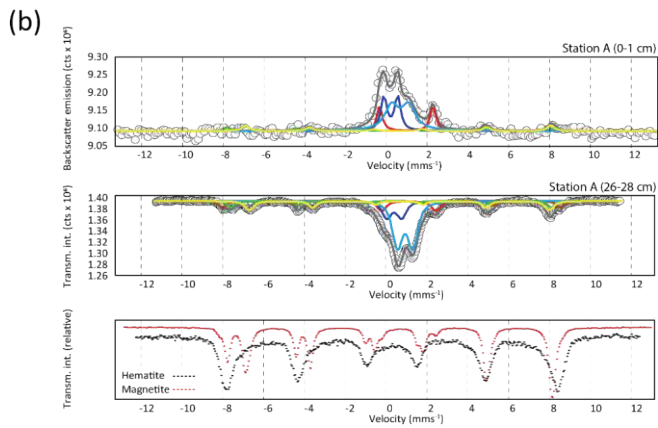 (b)
Station A (0-1 cm)
Backscatter emission (cts x 10⁶)
9.30
9.25
9.20
9.15
9.10
9.05
-12 -10 -8 -6 -4 -2 0 2 4 6 8 10 12
Velocity (mms⁻¹)
Station A (26-28 cm)
Transm. int. (cts x 10⁶)
1.40
1.38
1.36
1.34
1.32
1.30
1.28
1.26
-12 -10 -8 -6 -4 -2 0 2 4 6 8 10 12
Velocity (mms⁻¹)
Transm. int. (relative)
Hematite
Magnetite
-12 -10 -8 -6 -4 -2 0 2 4 6 8 10 12
Velocity (mms⁻¹)